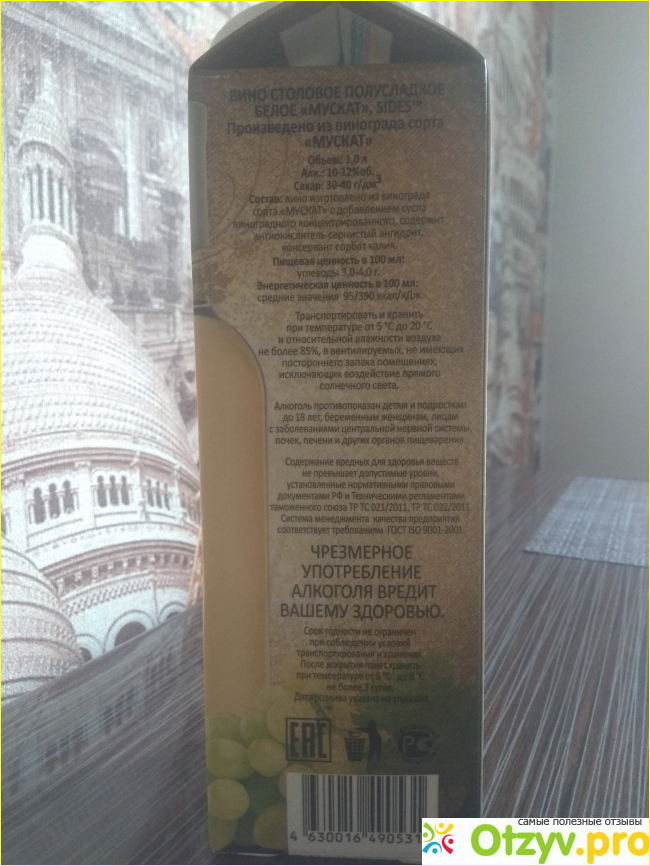 ВИНО СТОЛОВОЕ ПОЛУСЛАДКОЕ
БЕЛОЕ «МУСКАТ», SIDES™
Произведено из винограда сорта
«МУСКАТ»
Объем: 1,0 л
Алк.: 10-12%об.
Сахар: 30-40 г/дм3
Состав: вино изготовлено из винограда
сорта «МУСКАТ» с добавлением сусла
виноградного концентрированного, содержит
антиокислитель сернистый ангидрит,
консервант сорбат калия.
Пищевая ценность в 100 мл:
углеводы 3,0-4,0 г.
Энергетическая ценность в 100 мл:
средние значения 95/390 ккал/кДж.
Транспортировать и хранить
при температуре от 5 °С до 20 °С
и относительной влажности воздуха
не более 85%, в вентилируемых, не имеющих
постороннего запаха помещениях,
исключающих воздействие прямого
солнечного света.
Алкоголь противопоказан детям и подросткам
до 18 лет, беременным женщинам, лицам
с заболеваниями центральной нервной системы,
почек, печени и других органов пищеварения.
Содержание вредных для здоровья веществ
не превышает допустимые уровни,
установленные нормативными правовыми
документами РФ и Техническими регламентами
таможенного союза ТР ТС 021/2011, ТР ТС 022/2011
Система менеджмента качества предприятия
соответствует требованиям ГОСТ ISO 9001-2001.
ЧРЕЗМЕРНОЕ
УПОТРЕБЛЕНИЕ
АЛКОГОЛЯ ВРЕДИТ
ВАШЕМУ ЗДОРОВЬЮ.
Срок годности не ограничен
при соблюдении условий
транспортирования и хранения.
После вскрытия пакет хранить
при температуре от 5 °С до 8 °С
не более 3 суток.
Дата розлива указана на упаковке
ЕАС
РС
4 630016 490531
самые полезные отзывы
Otzyv.pro